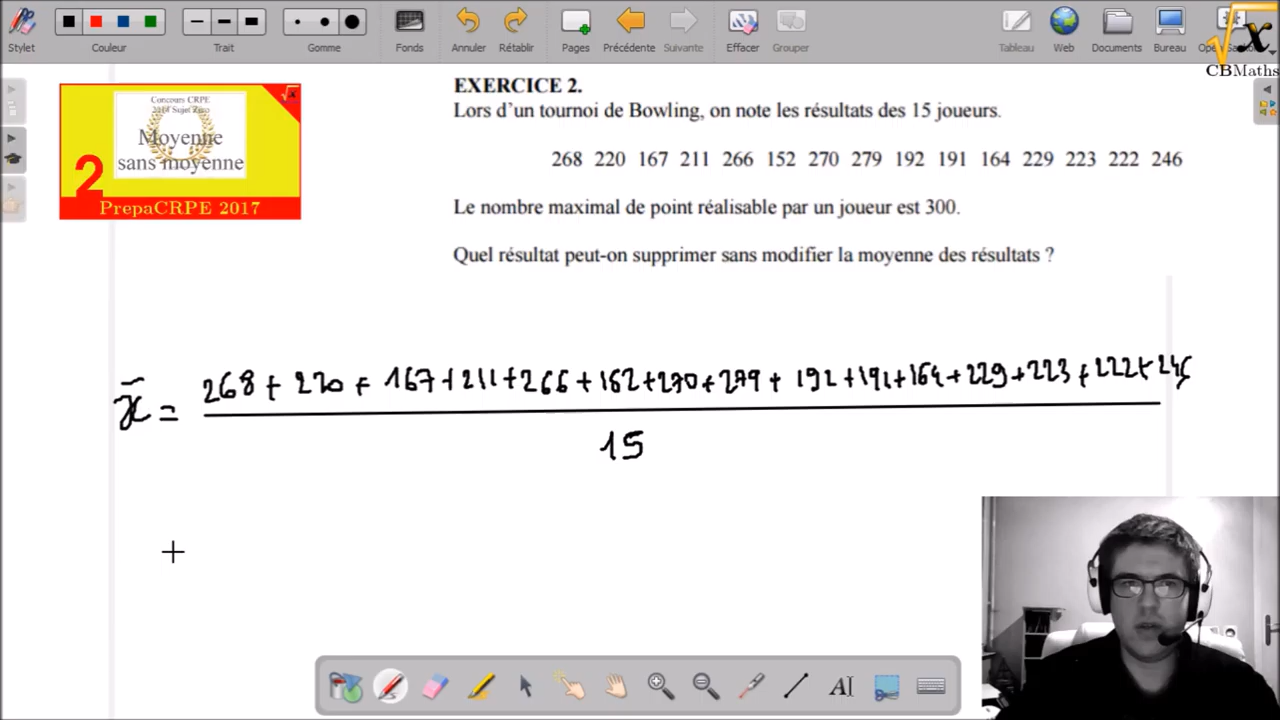 Stylet Couleur Trait Gomme Fonds Annuler Rétablir Pages Précédente Suivante Effacer Grouper Tableau Web Documents Bureau
CBMaths
Concours CRPE
Moyenne
sans moyenne
2
PrepaCRPE 2017
EXERCICE 2.
Lors d'un tournoi de Bowling, on note les résultats des 15 joueurs.
268 220 167 211 266 152 270 279 192 191 164 229 223 222 246
Le nombre maximal de point réalisable par un joueur est 300.
Quel résultat peut-on supprimer sans modifier la moyenne des résultats ?
x̄ = 268 + 220 + 167 + 211 + 266 + 162 + 270 + 279 + 192 + 191 + 164 + 229 + 223 + 222 + 246
15